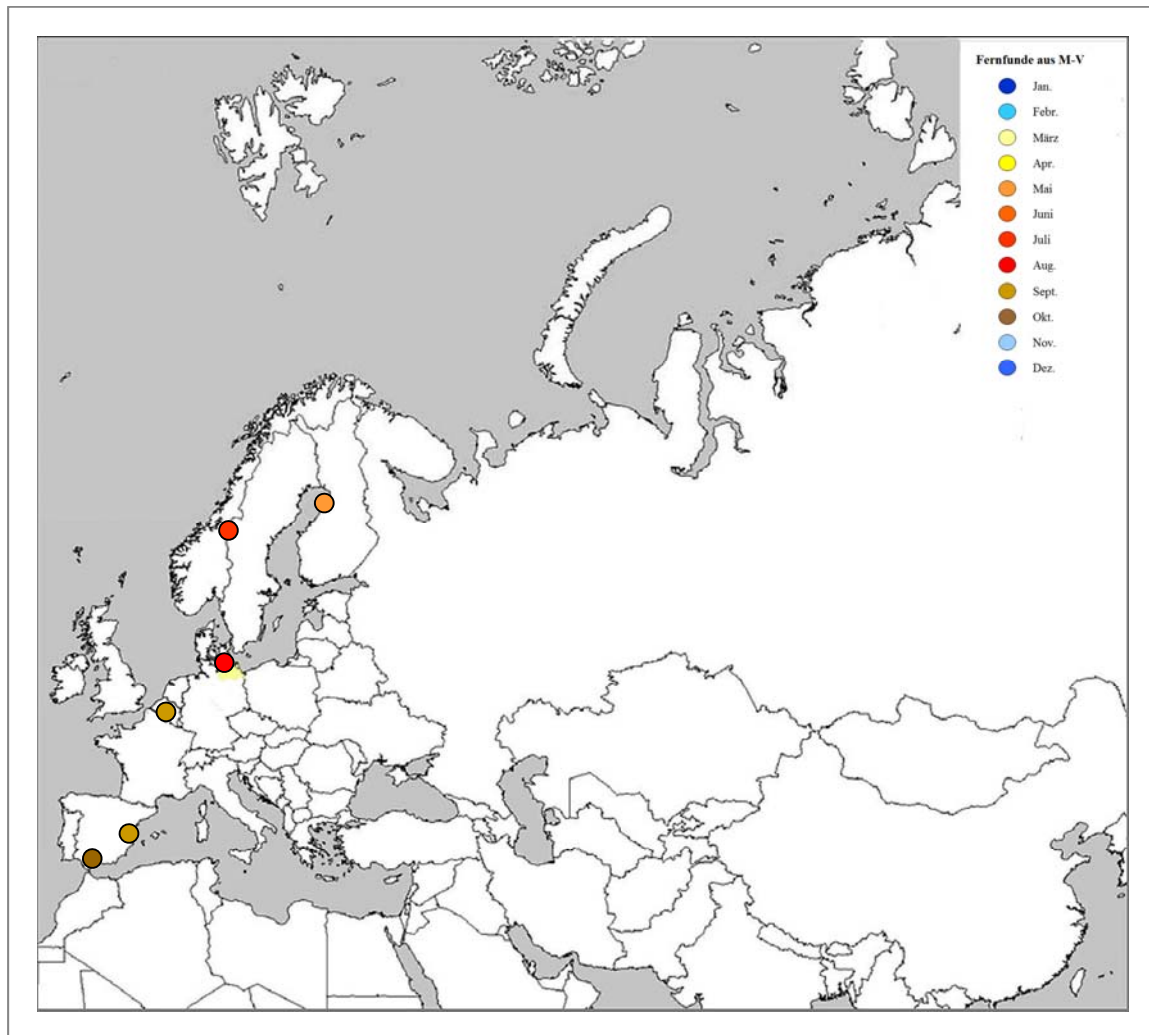 Fernfunde aus M-V
Jan.
Febr.
März
Apr.
Mai
Juni
Juli
Aug.
Sept.
Okt.
Nov.
Dez.